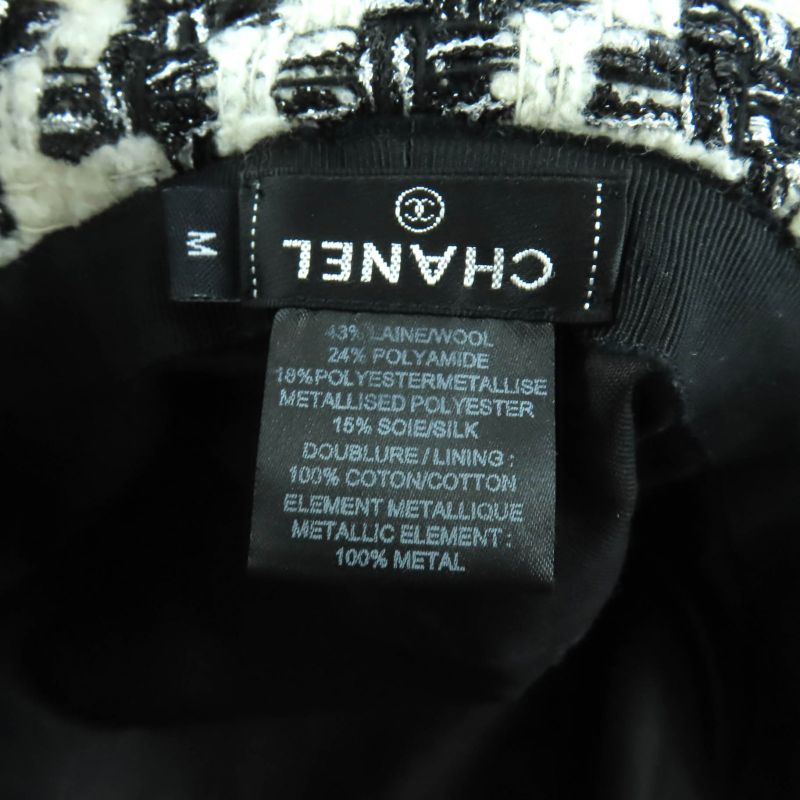 CHANEL
M
43% LAINE/WOOL
24% POLYAMIDE
18%POLYESTERMETALLISE
METALLISED POLYESTER
15% SOIE/SILK
DOUBLURE / LINING :
100% COTON/COTTON
ELEMENT METALLIQUE
METALLIC ELEMENT :
100% METAL